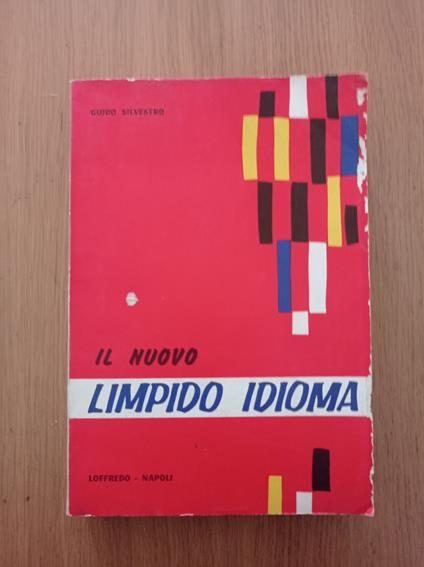 GUIDO SILVESTRO
IL NUOVO
LIMPIDO IDIOMA
LOFFREDO - NAPOLI